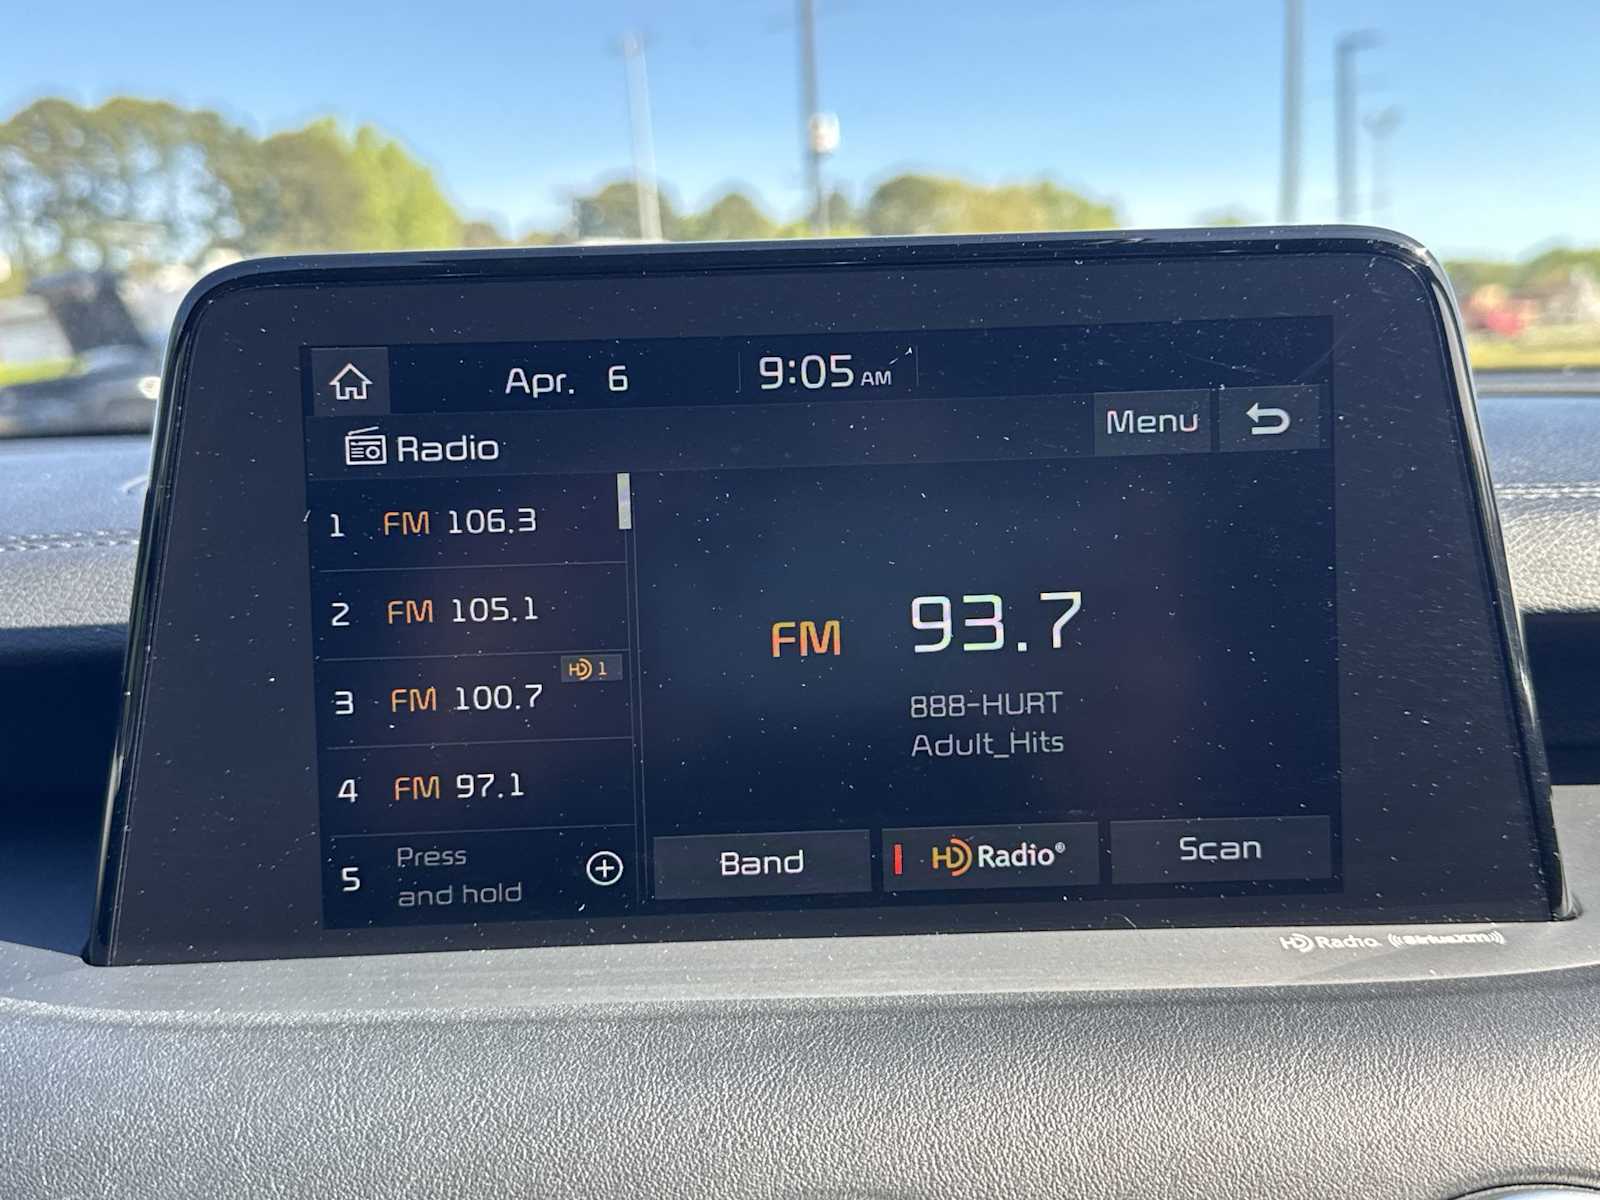 Apr. 6 9:05 AM
Radio Menu
1 FM 106.3
2 FM 105.1
3 FM 100.7 HD 1
4 FM 97.1
5 Press
and hold
FM 93.7
888-HURT
Adult_Hits
Band HD Radio® Scan
HD Radio. ((SiriusXM))